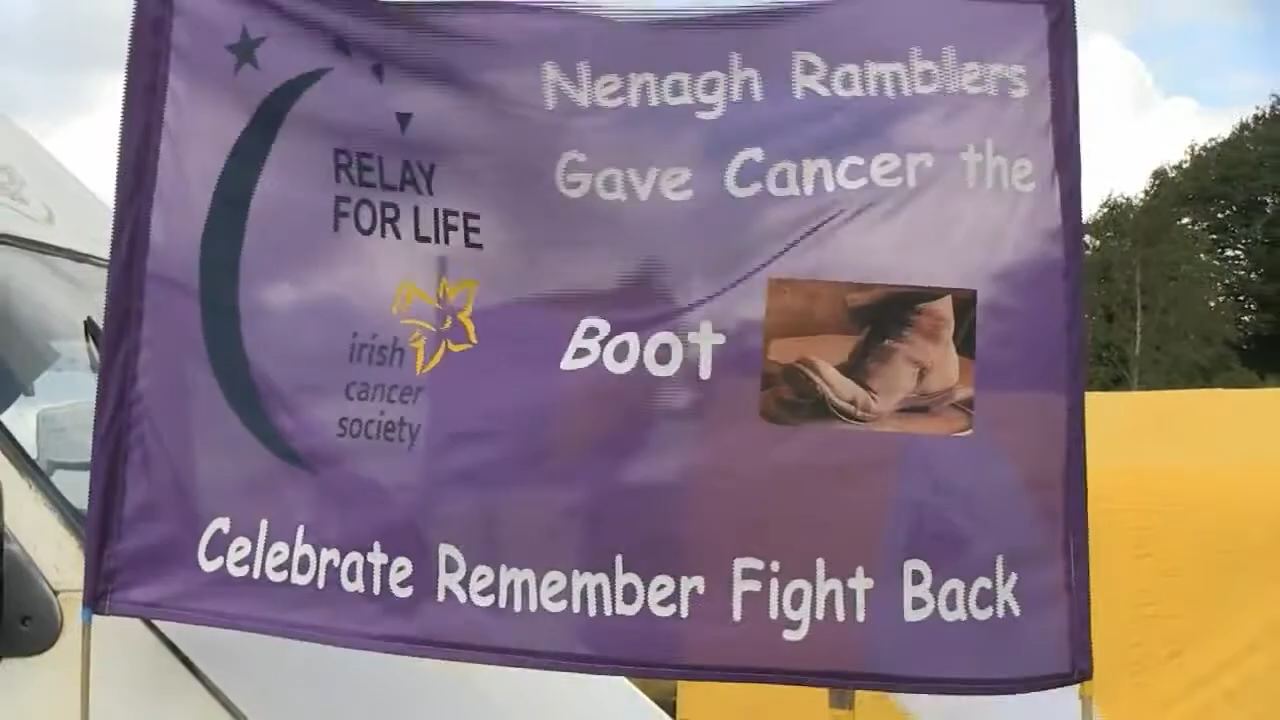 Nenagh Ramblers
Gave Cancer the
Boot
RELAY
FOR LIFE
irish
cancer
society
Celebrate Remember Fight Back